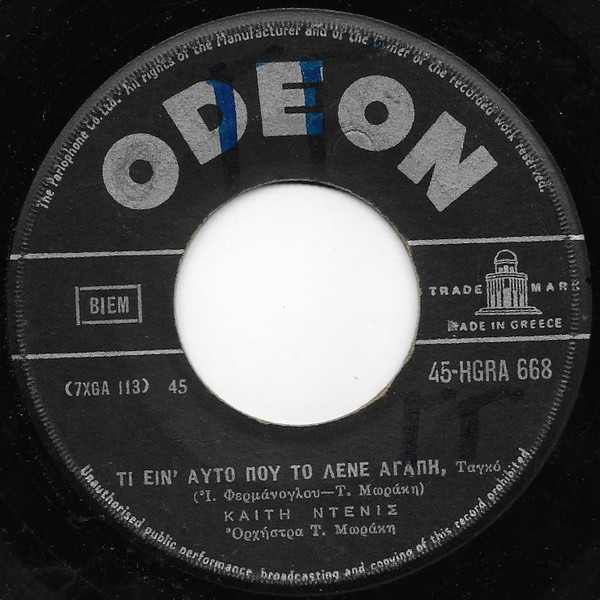 The Parlophone Co. Ltd. All rights of the Manufacturer and of the Owner of the recorded work reserved.
ODEON
BIEM
TRADE MARK
MADE IN GREECE
(7XGA 113) 45
45-HGRA 668
ΤΙ ΕΙΝ' ΑΥΤΟ ΠΟΥ ΤΟ ΛΕΝΕ ΑΓΑΠΗ, Ταγκό
(Ἰ. Φερμάνογλου—Τ. Μωράκη)
ΚΑΙΤΗ ΝΤΕΝΙΣ
Ὀρχήστρα Τ. Μωράκη
Unauthorised public performance, broadcasting and copying of this record prohibited.